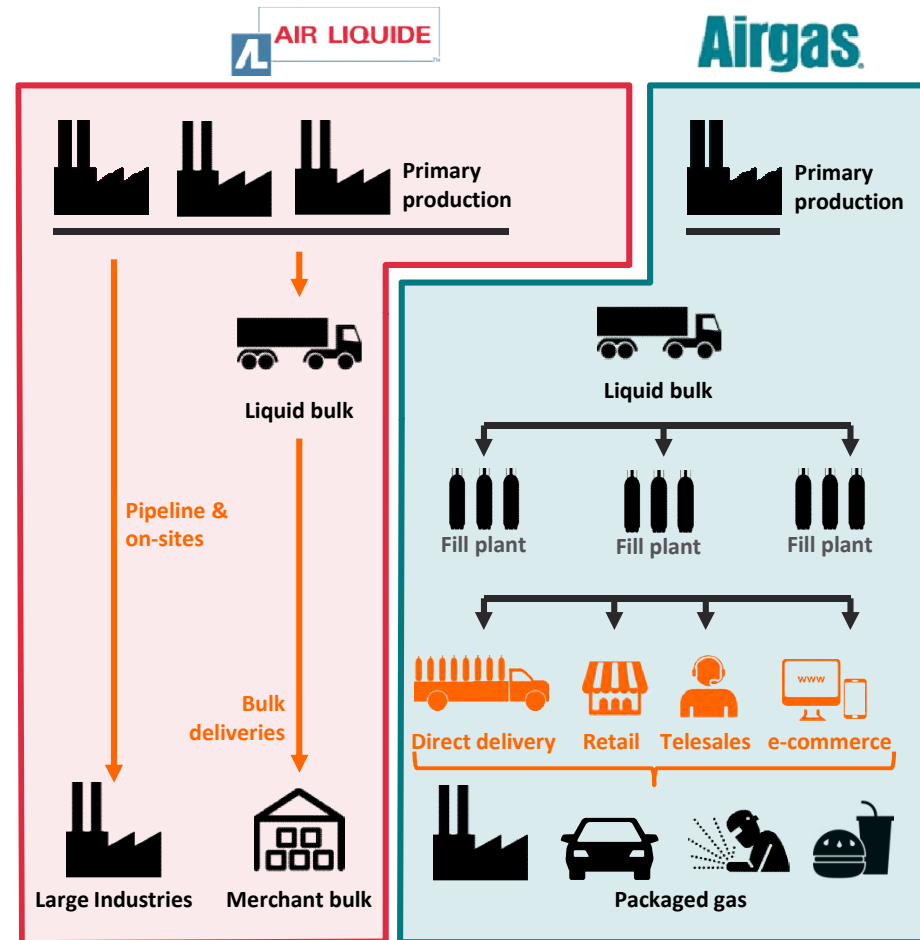 AIR LIQUIDE
Airgas
Primary
production
Primary
production
Liquid bulk
Liquid bulk
Pipeline &
on-sites
Fill plant
Fill plant
Fill plant
www
Bulk
deliveries
Direct delivery
Retail
Telesales
e-commerce
Large Industries
Merchant bulk
Packaged gas